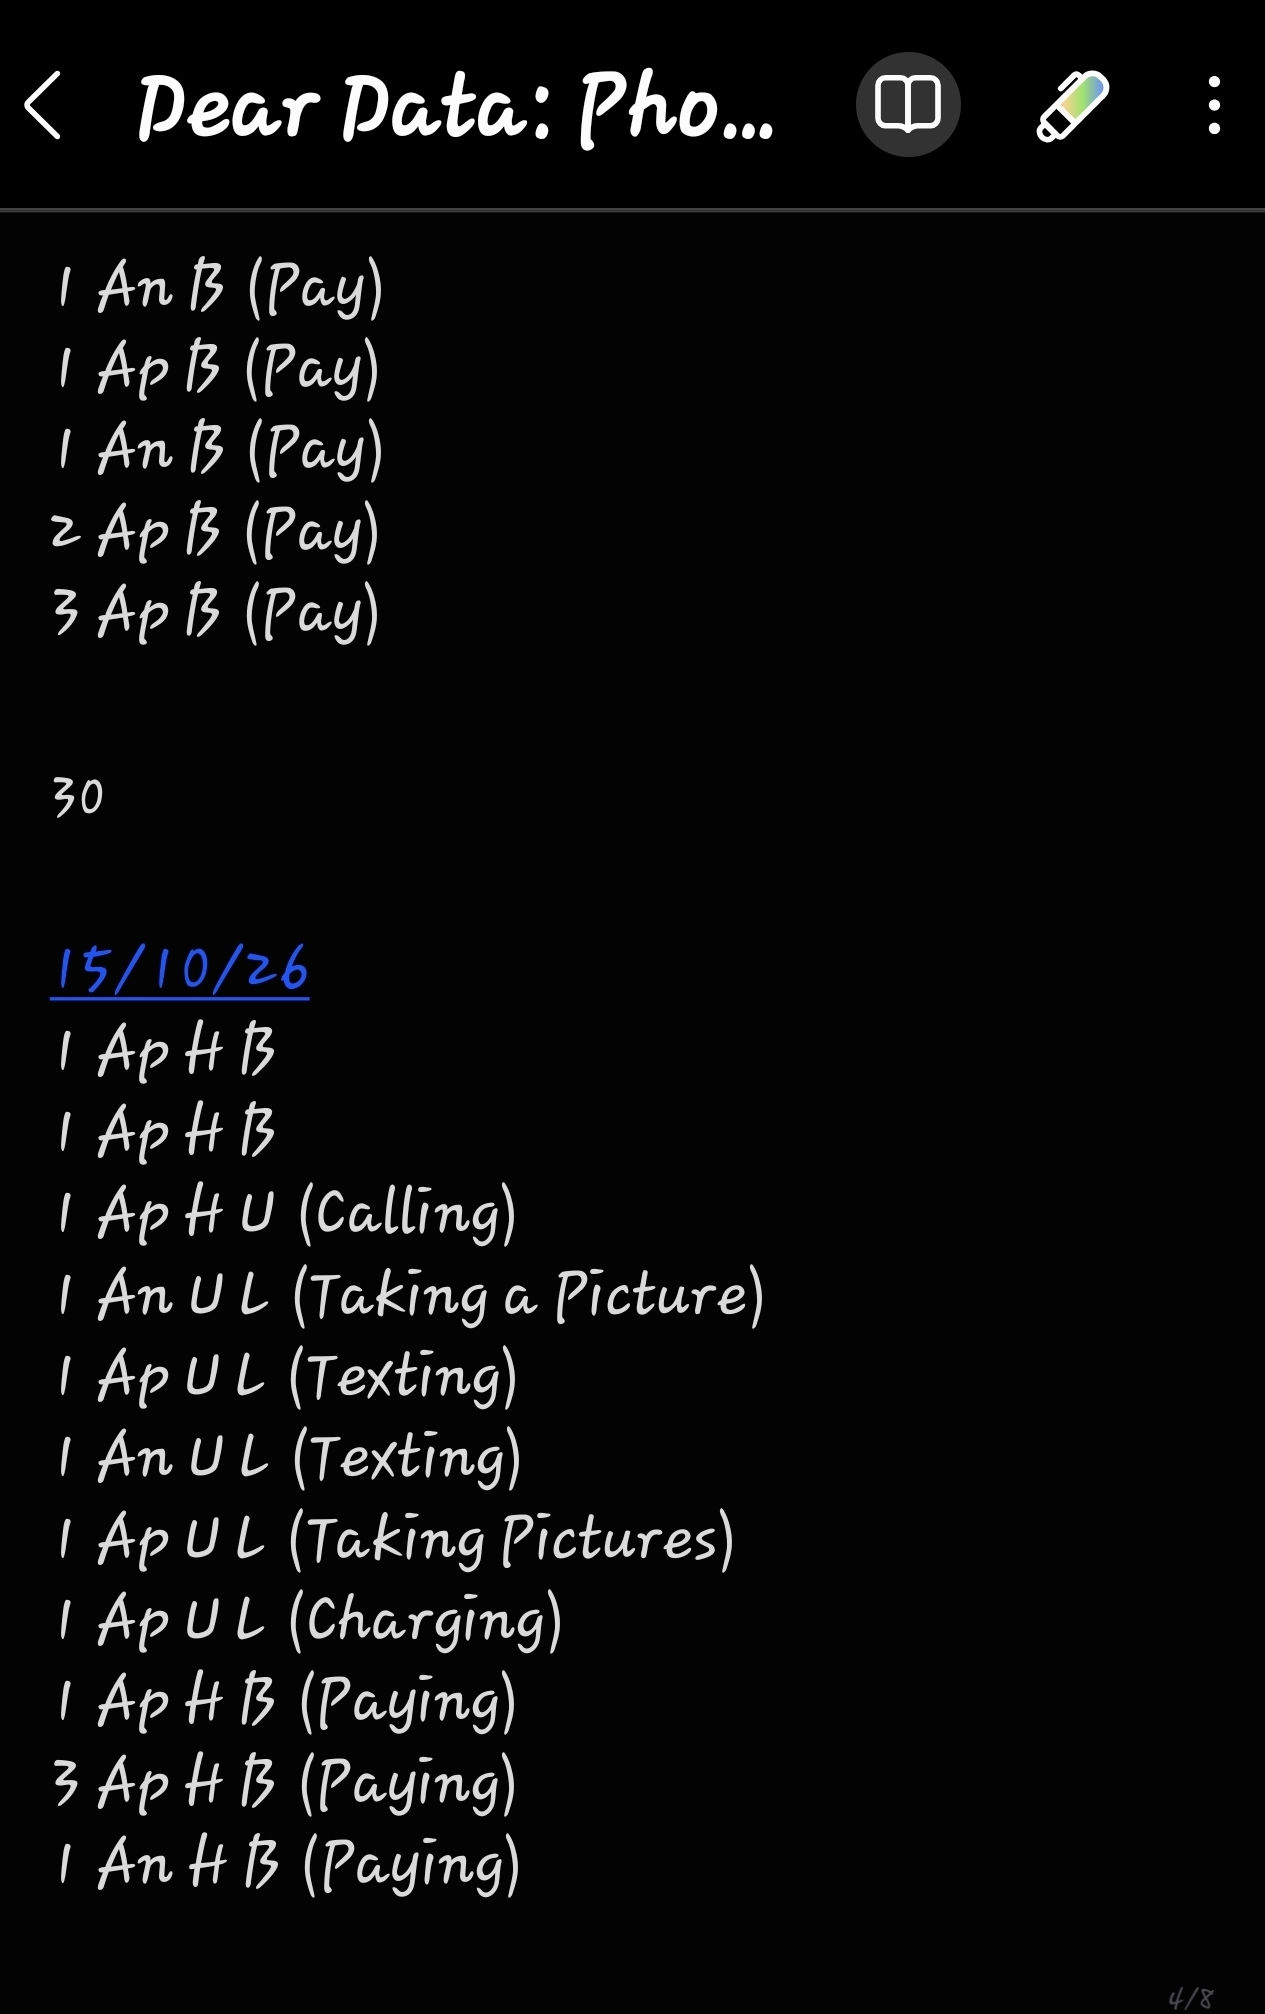 Dear Data: Pho...
1 An B (Pay)
1 Ap B (Pay)
1 An B (Pay)
2 Ap B (Pay)
3 Ap B (Pay)
30
15/10/26
1 Ap H B
1 Ap H B
1 Ap H U (Calling)
1 An U L (Taking a Picture)
1 Ap U L (Texting)
1 An U L (Texting)
1 Ap U L (Taking Pictures)
1 Ap U L (Charging)
1 Ap H B (Paying)
3 Ap H B (Paying)
1 An H B (Paying)
4/8